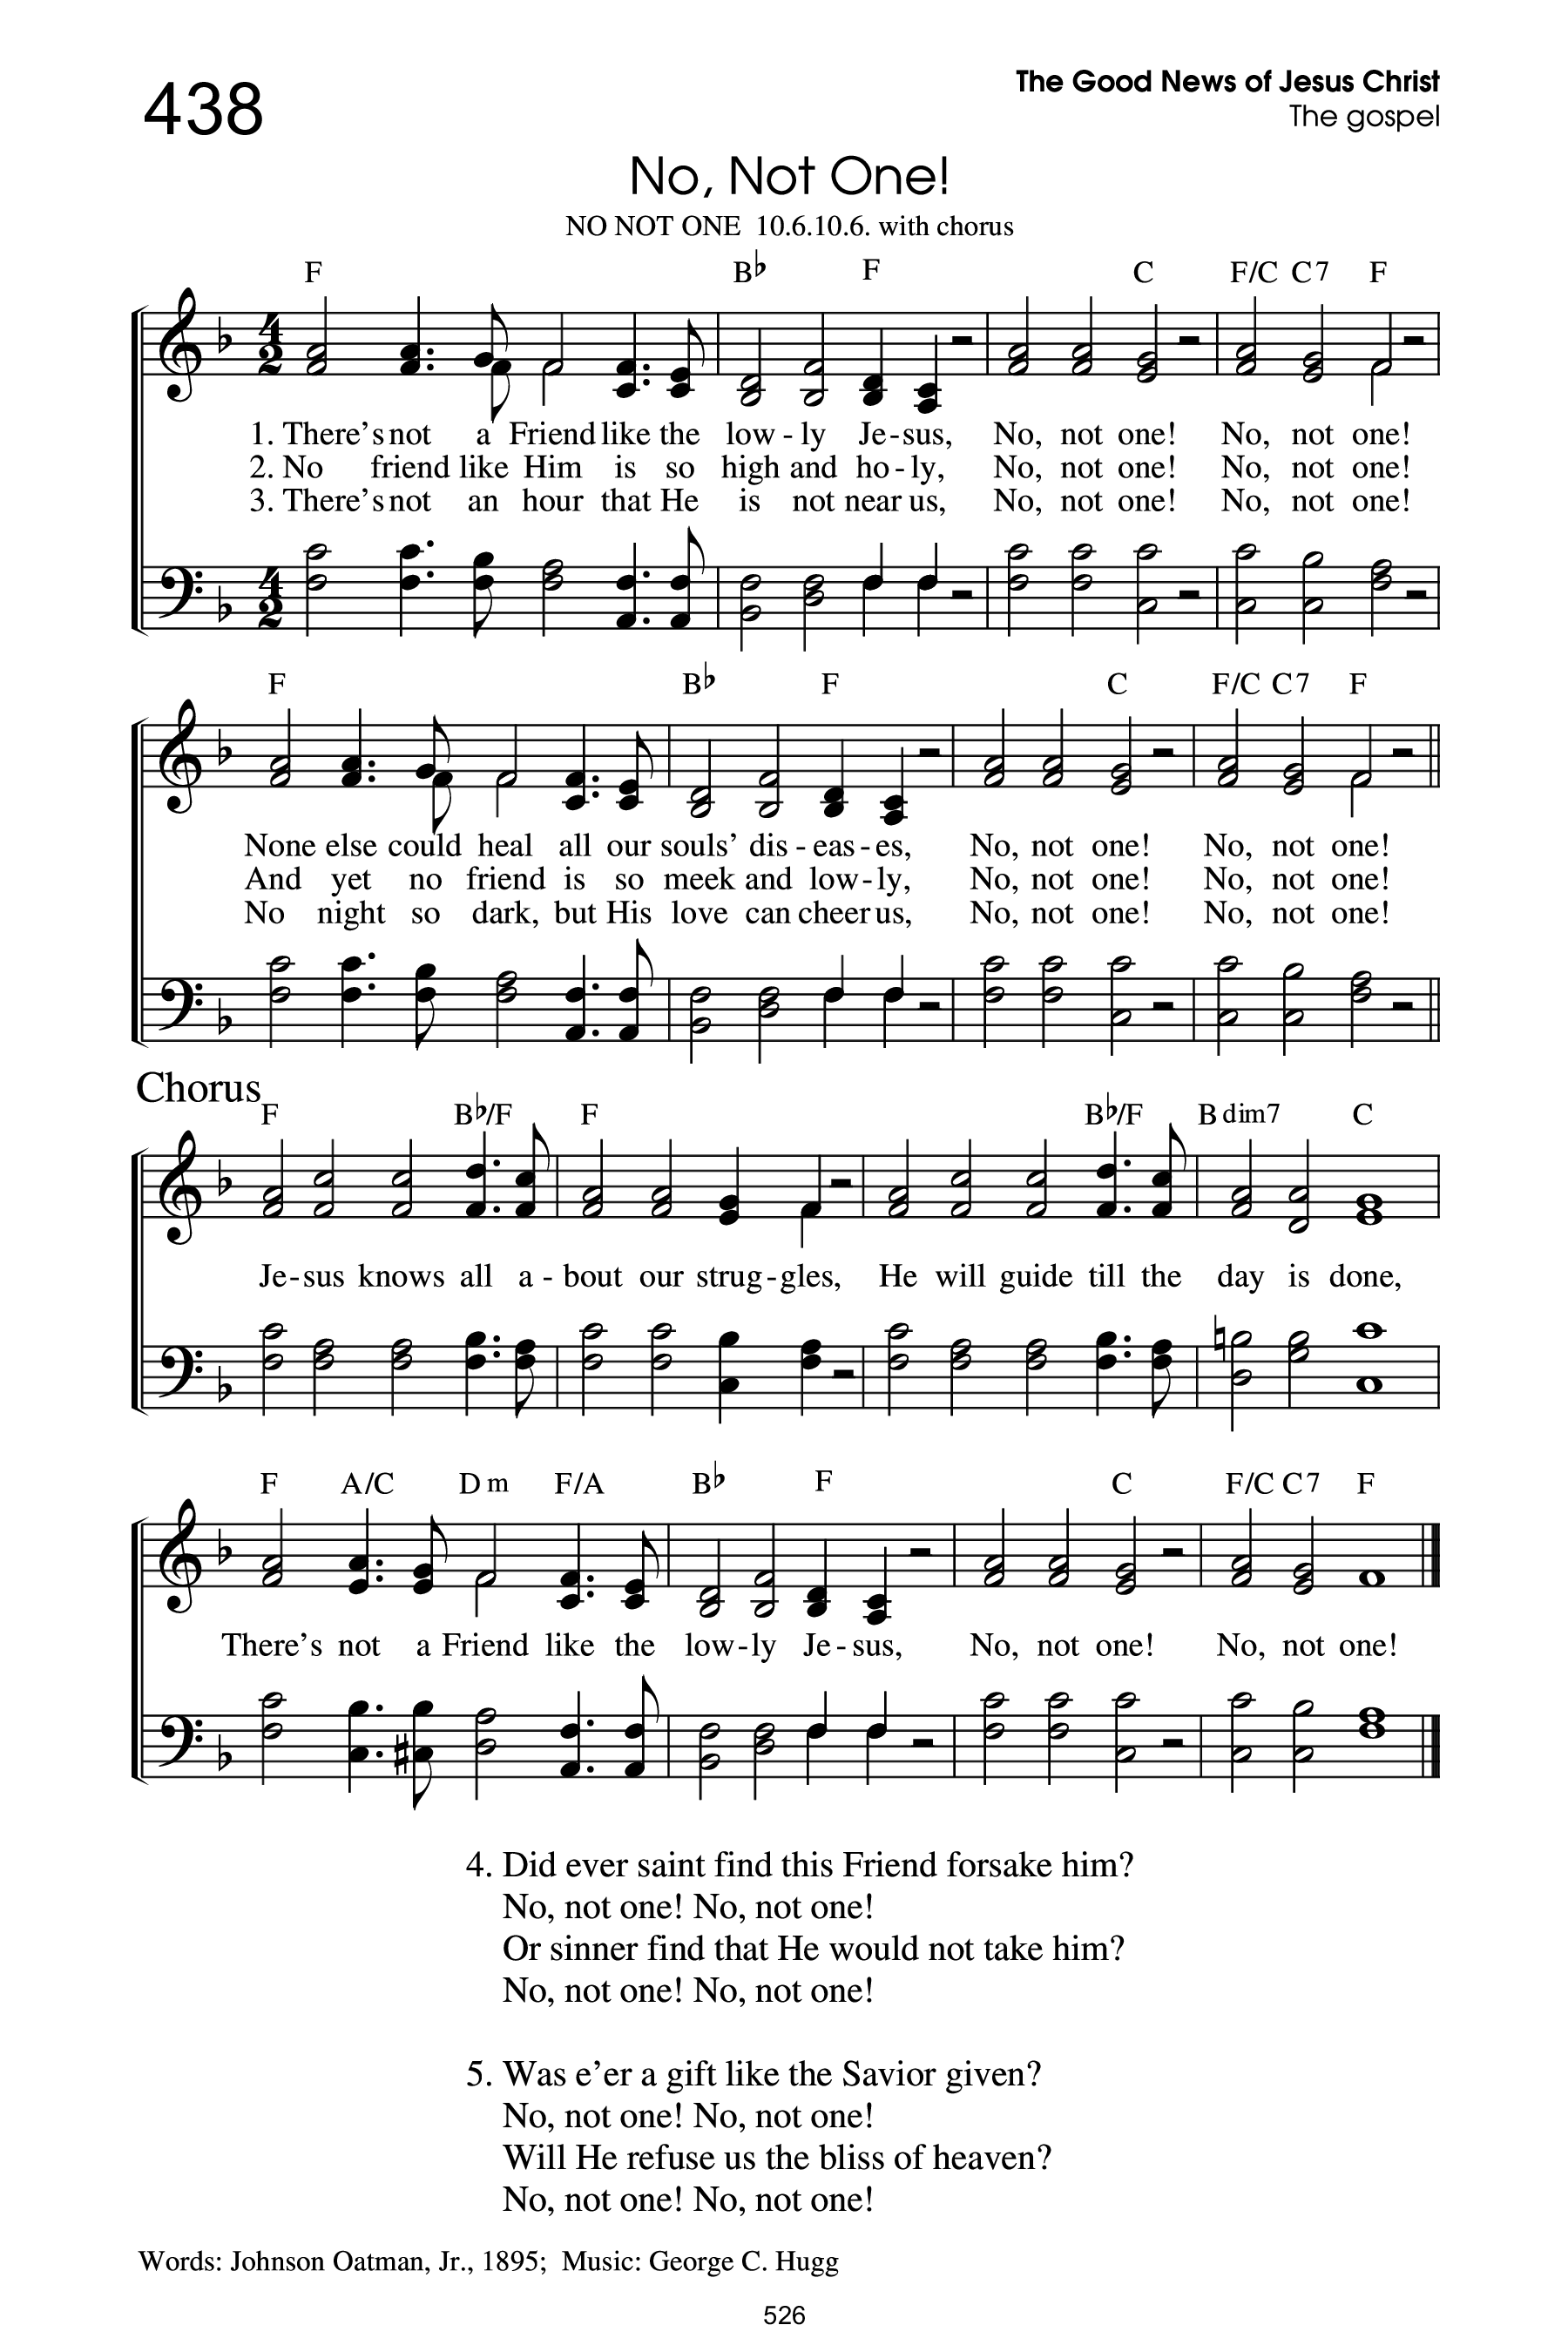 438
The Good News of Jesus Christ
The gospel
No, Not One!
NO NOT ONE 10.6.10.6. with chorus
F B♭ F C F/C C7 F
1. There's not a Friend like the low - ly Je - sus, No, not one! No, not one!
2. No friend like Him is so high and ho - ly, No, not one! No, not one!
3. There's not an hour that He is not near us, No, not one! No, not one!
F B♭ F C F/C C7 F
None else could heal all our souls' dis - eas - es, No, not one! No, not one!
And yet no friend is so meek and low - ly, No, not one! No, not one!
No night so dark, but His love can cheer us, No, not one! No, not one!
Chorus
F B♭/F F B♭/F B dim7 C
Je - sus knows all a - bout our strug - gles, He will guide till the day is done,
F A/C D m F/A B♭ F C F/C C7 F
There's not a Friend like the low - ly Je - sus, No, not one! No, not one!
4. Did ever saint find this Friend forsake him?
No, not one! No, not one!
Or sinner find that He would not take him?
No, not one! No, not one!
5. Was e'er a gift like the Savior given?
No, not one! No, not one!
Will He refuse us the bliss of heaven?
No, not one! No, not one!
Words: Johnson Oatman, Jr., 1895; Music: George C. Hugg
526